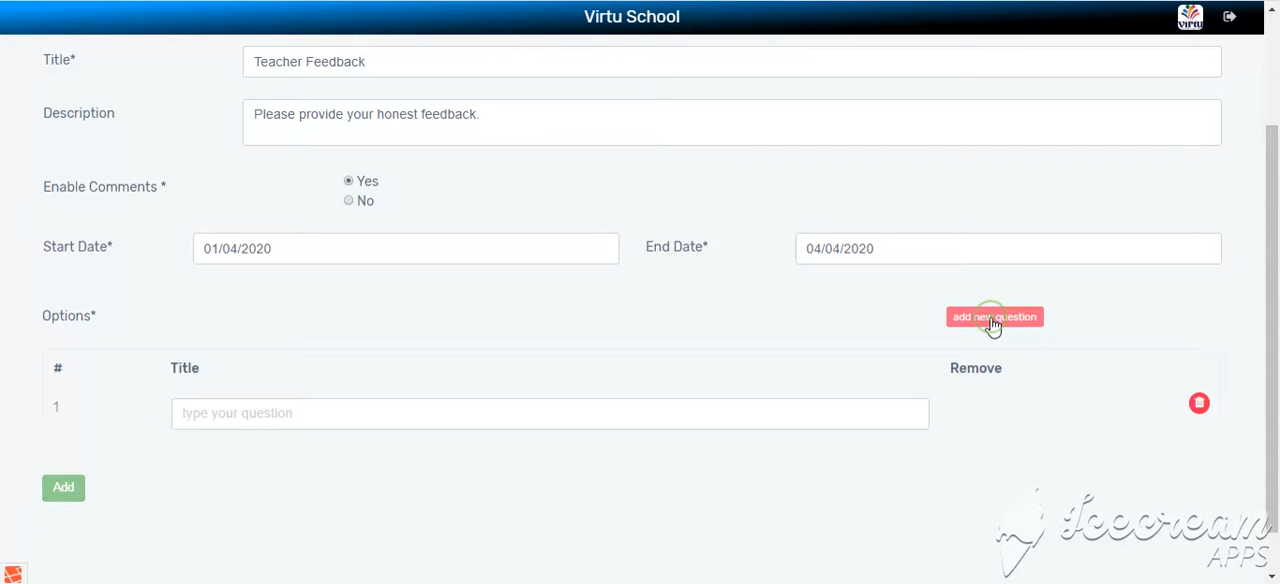 Virtu School
VIRTU
Title*
Teacher Feedback
Description
Please provide your honest feedback.
Enable Comments *
Yes
No
Start Date*
01/04/2020
End Date*
04/04/2020
Options*
add new question
# Title Remove
1 type your question
Add
Icecream
APPS